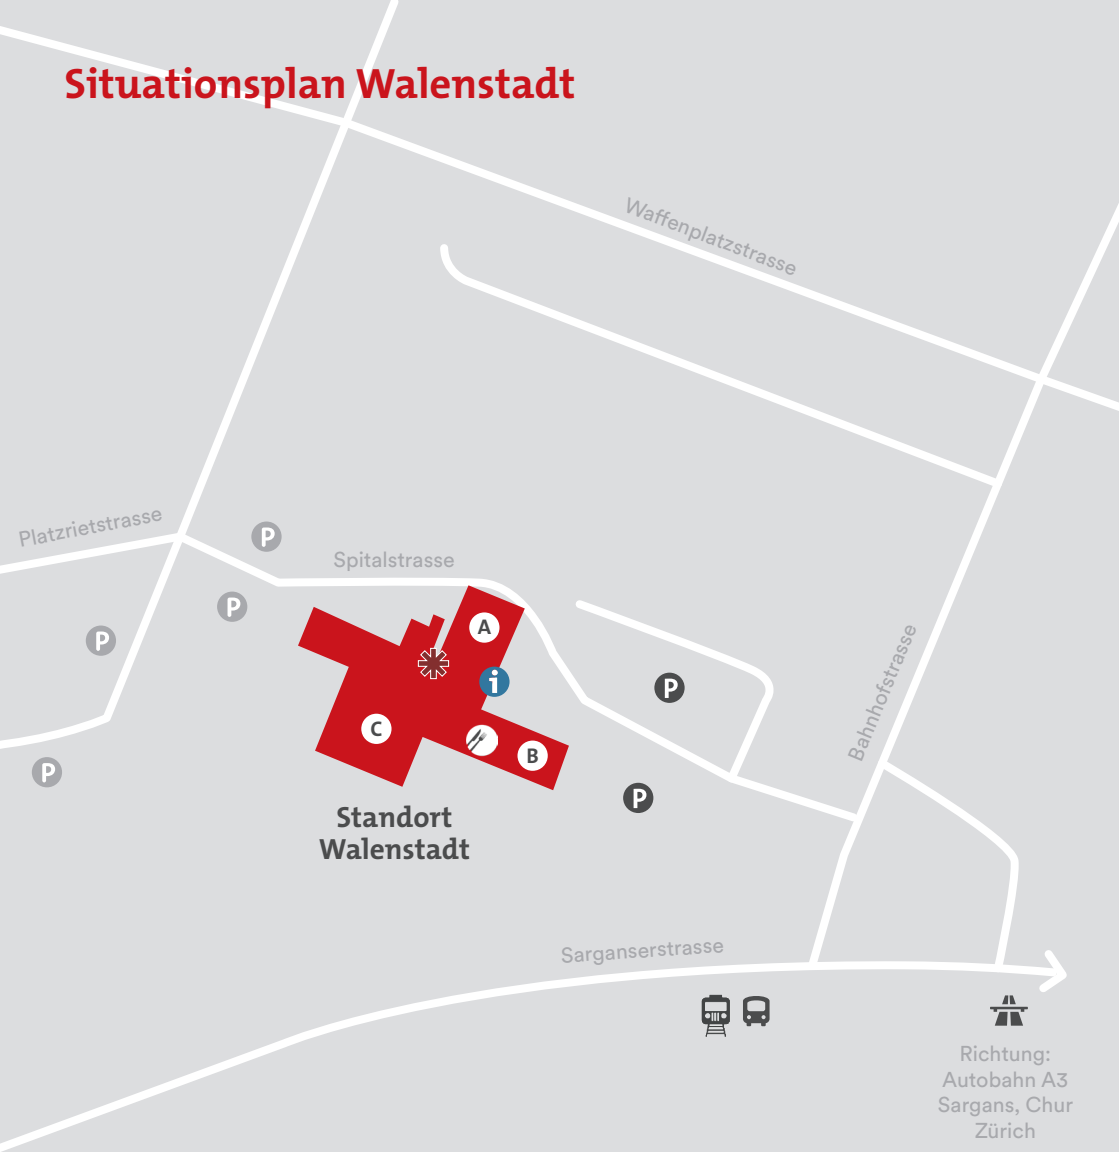 Situationsplan Walenstadt
Waffenplatzstrasse
Platzrietstrasse
P
Spitalstrasse
P
A
P
Bahnhofstrasse
i
P
C
B
P
P
Standort
Walenstadt
Sarganserstrasse
Richtung:
Autobahn A3
Sargans, Chur
Zürich